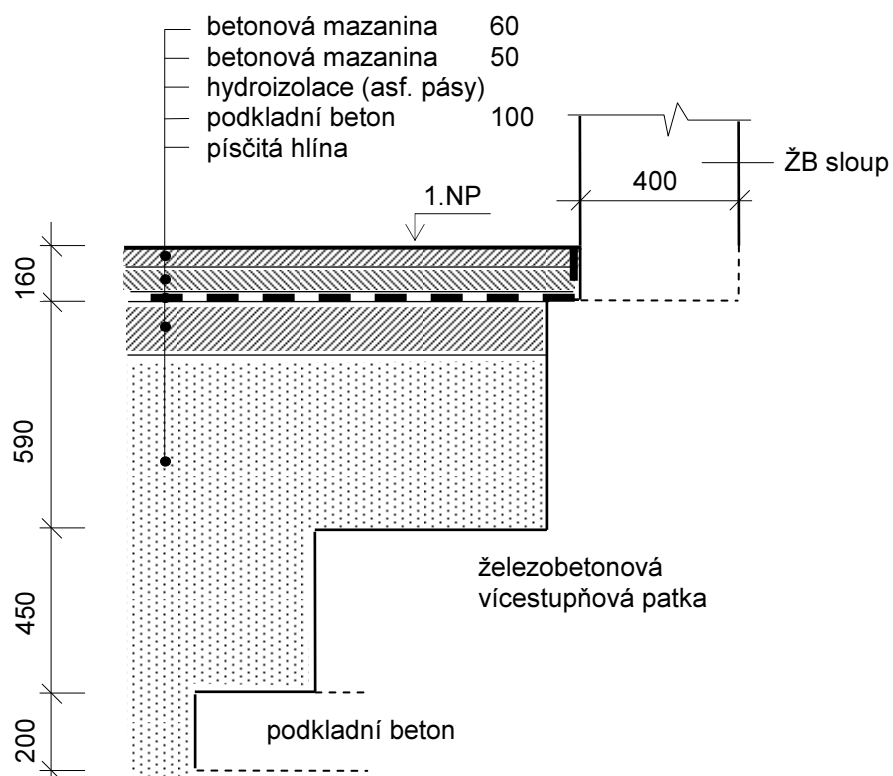 betonová mazanina 60
betonová mazanina 50
hydroizolace (asf. pásy)
podkladní beton 100
písčitá hlína
ŽB sloup
400
1.NP
160
590
železobetonová
vícestupňová patka
450
podkladní beton
200